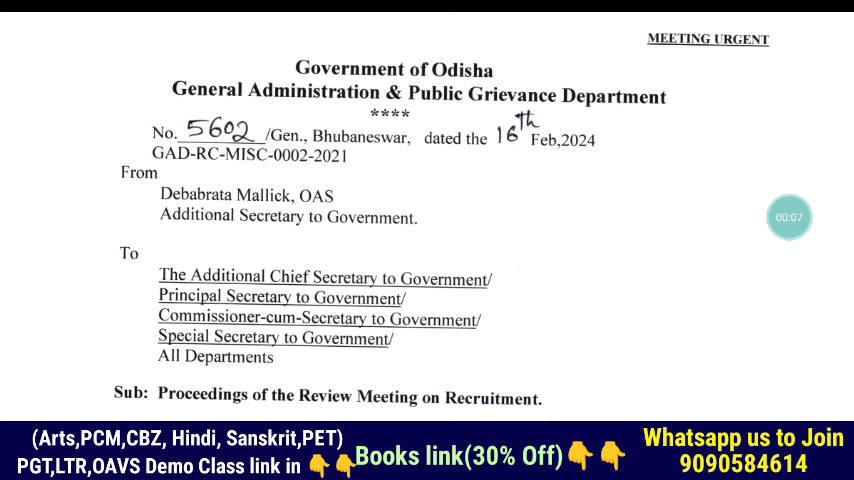 MEETING URGENT
Government of Odisha
General Administration & Public Grievance Department
****
No. 5602 /Gen., Bhubaneswar, dated the 16th Feb,2024
GAD-RC-MISC-0002-2021
From
Debabrata Mallick, OAS
Additional Secretary to Government.
00:07
To
The Additional Chief Secretary to Government/
Principal Secretary to Government/
Commissioner-cum-Secretary to Government/
Special Secretary to Government/
All Departments
Sub: Proceedings of the Review Meeting on Recruitment.
(Arts,PCM,CBZ, Hindi, Sanskrit,PET)
PGT,LTR,OAVS Demo Class link in 👇👇
Books link(30% Off)👇👇
Whatsapp us to Join
9090584614